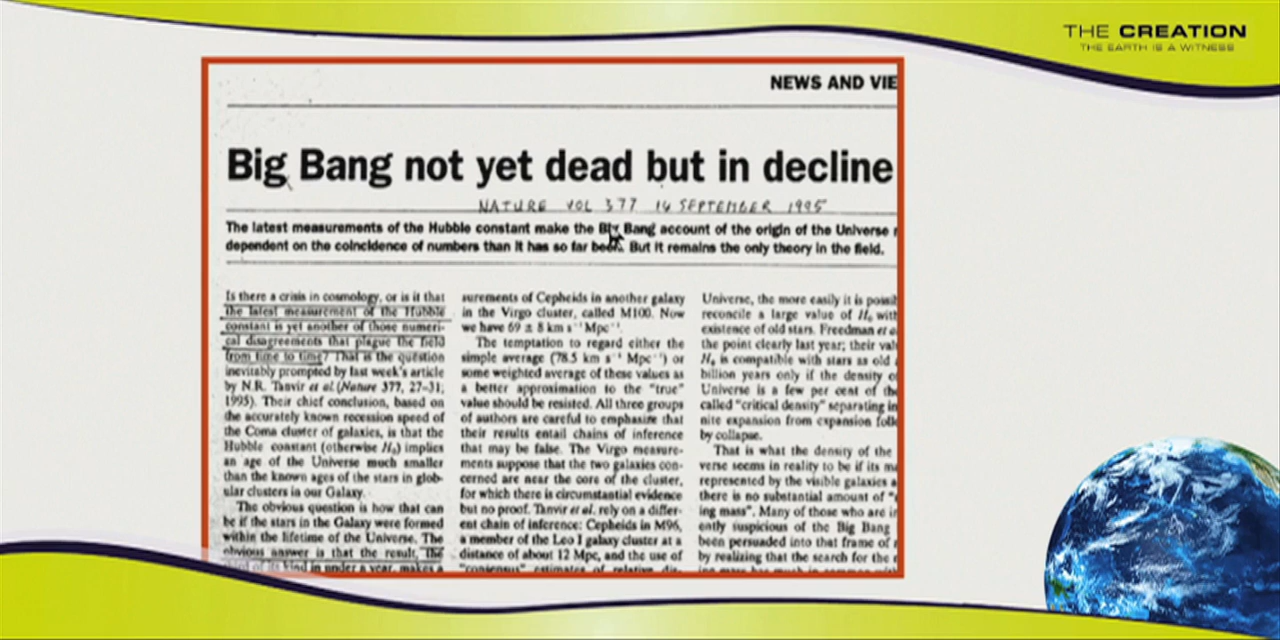 THE CREATION
THE EARTH IS A WITNESS
NEWS AND VIE
Big Bang not yet dead but in decline
NATURE VOL 377 14 SEPTEMBER 1995
The latest measurements of the Hubble constant make the Big Bang account of the origin of the Universe
dependent on the coincidence of numbers than it has so far been. But it remains the only theory in the field.
Is there a crisis in cosmology, or is it that
the latest measurement of the Hubble
constant is yet another of those numeri-
cal disagreements that plague the field
from time to time? That is the question
inevitably prompted by last week's article
by N.R. Tanvir et al (Nature 377, 27–31;
1995). Their chief conclusion, based on
the accurately known recession speed of
the Coma cluster of galaxies, is that the
Hubble constant (otherwise H₀) implies
an age of the Universe much smaller
than the known ages of the stars in glob-
ular clusters in our Galaxy.
The obvious question is how that can
be if the stars in the Galaxy were formed
within the lifetime of the Universe. The
obvious answer is that the result, the
third of its kind in under a year, makes a
surements of Cepheids in another galaxy
in the Virgo cluster, called M100. Now
we have 69 ± 8 km s⁻¹ Mpc⁻¹.
The temptation to regard either the
simple average (78.5 km s⁻¹ Mpc⁻¹) or
some weighted average of these values as
a better approximation to the "true"
value should be resisted. All three groups
of authors are careful to emphasize that
their results entail chains of inference
that may be false. The Virgo measure-
ments suppose that the two galaxies con-
cerned are near the core of the cluster,
for which there is circumstantial evidence
but no proof. Tanvir et al. rely on a differ-
ent chain of inference: Cepheids in M96,
a member of the Leo I galaxy cluster at a
distance of about 12 Mpc, and the use of
"consensus" estimates of relative dis-
Universe, the more easily it is possi
reconcile a large value of H₀ with
existence of old stars. Freedman et a
the point clearly last year; their val
H₀ is compatible with stars as old
billion years only if the density o
Universe is a few per cent of th
called "critical density" separating in
nite expansion from expansion foll
by collapse.
That is what the density of the
verse seems in reality to be if its m
represented by the visible galaxies a
there is no substantial amount of "
ing mass". Many of those who are i
ently suspicious of the Big Bang
been persuaded into that frame of
by realizing that the search for the
ing mass has much in common with